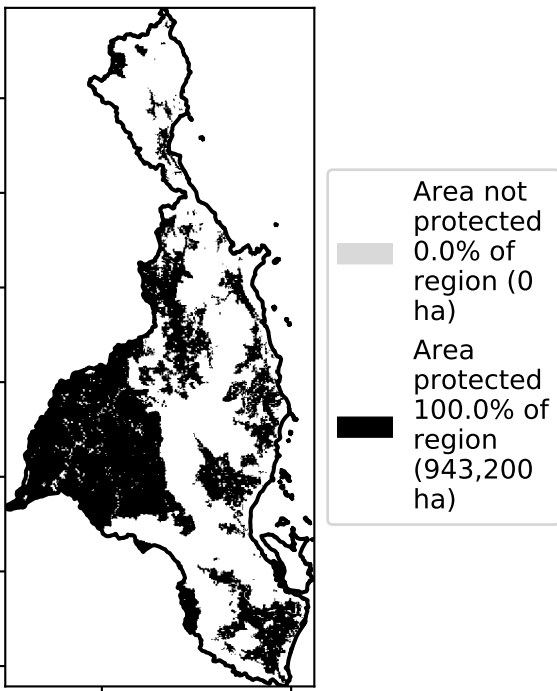 Area not
protected
0.0% of
region (0
ha)
Area
protected
100.0% of
region
(943,200
ha)